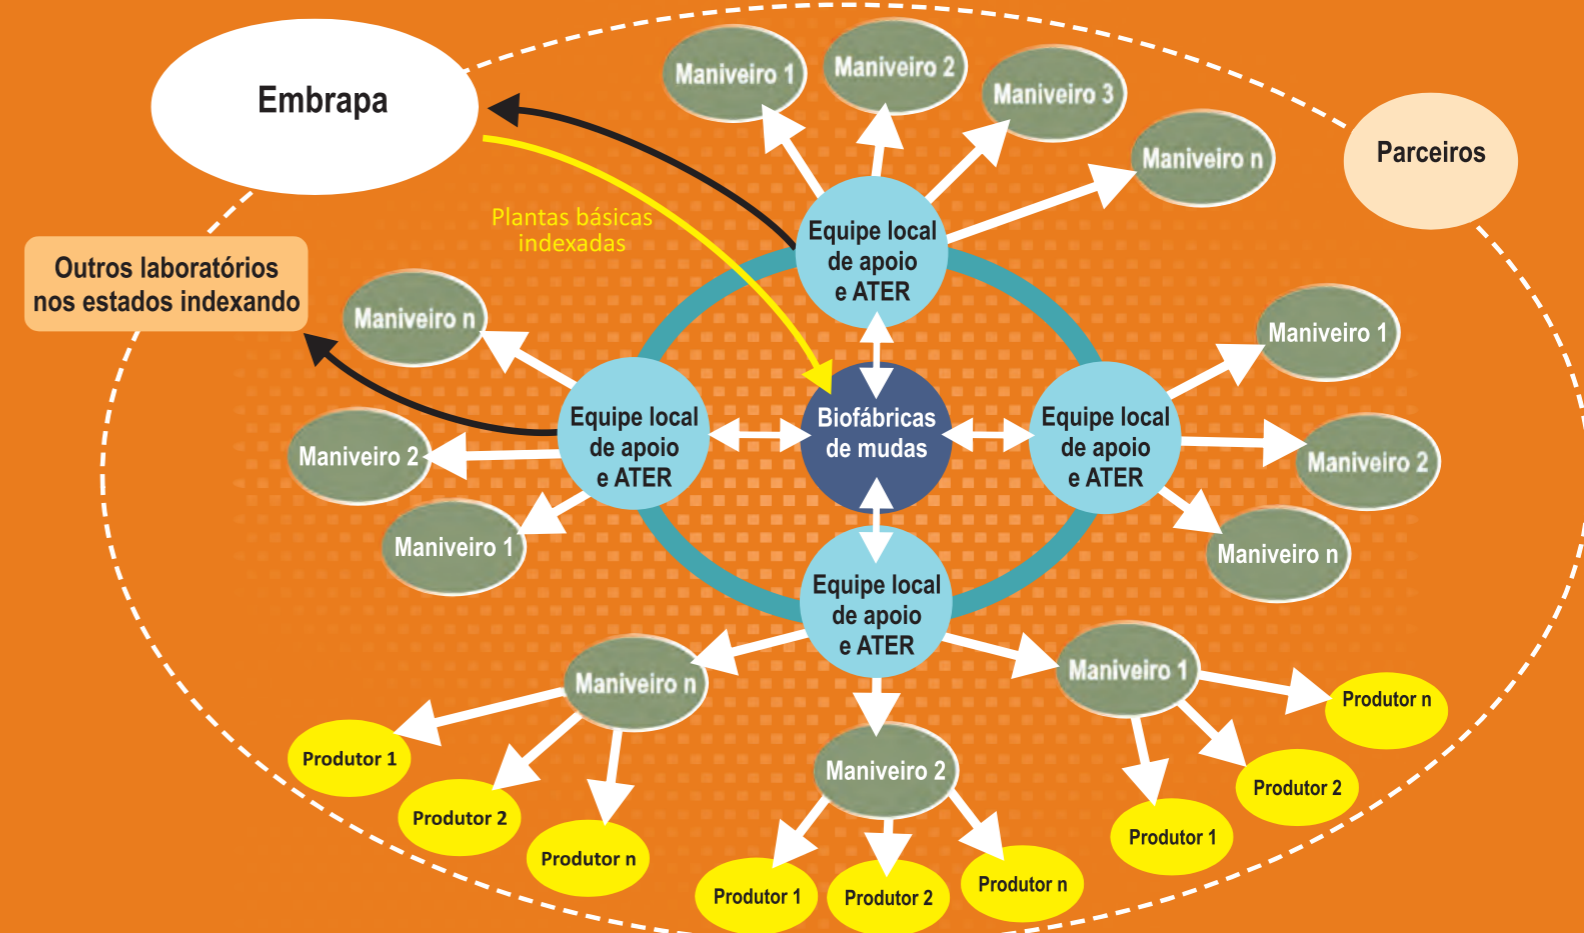 Embrapa
Maniveiro 1
Maniveiro 2
Maniveiro 3
Maniveiro n
Parceiros
Plantas básicas
indexadas
Equipe local
de apoio
e ATER
Outros laboratórios
nos estados indexando
Maniveiro n
Maniveiro 2
Maniveiro 1
Equipe local
de apoio
e ATER
Biofábricas
de mudas
Equipe local
de apoio
e ATER
Maniveiro 1
Maniveiro 2
Maniveiro n
Equipe local
de apoio
e ATER
Maniveiro n
Maniveiro 2
Maniveiro 1
Produtor 1
Produtor 2
Produtor n
Produtor 1
Produtor 2
Produtor n
Produtor 1
Produtor 2
Produtor n